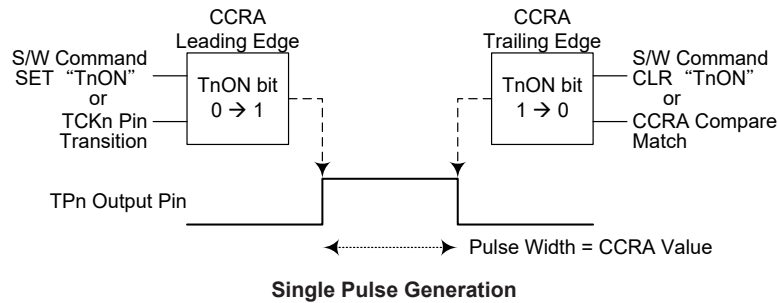 CCRA
Leading Edge
CCRA
Trailing Edge
S/W Command
SET “TnON”
or
TCKn Pin
Transition
TnON bit
0 → 1
TnON bit
1 → 0
S/W Command
CLR “TnON”
or
CCRA Compare
Match
TPn Output Pin
Pulse Width = CCRA Value
Single Pulse Generation